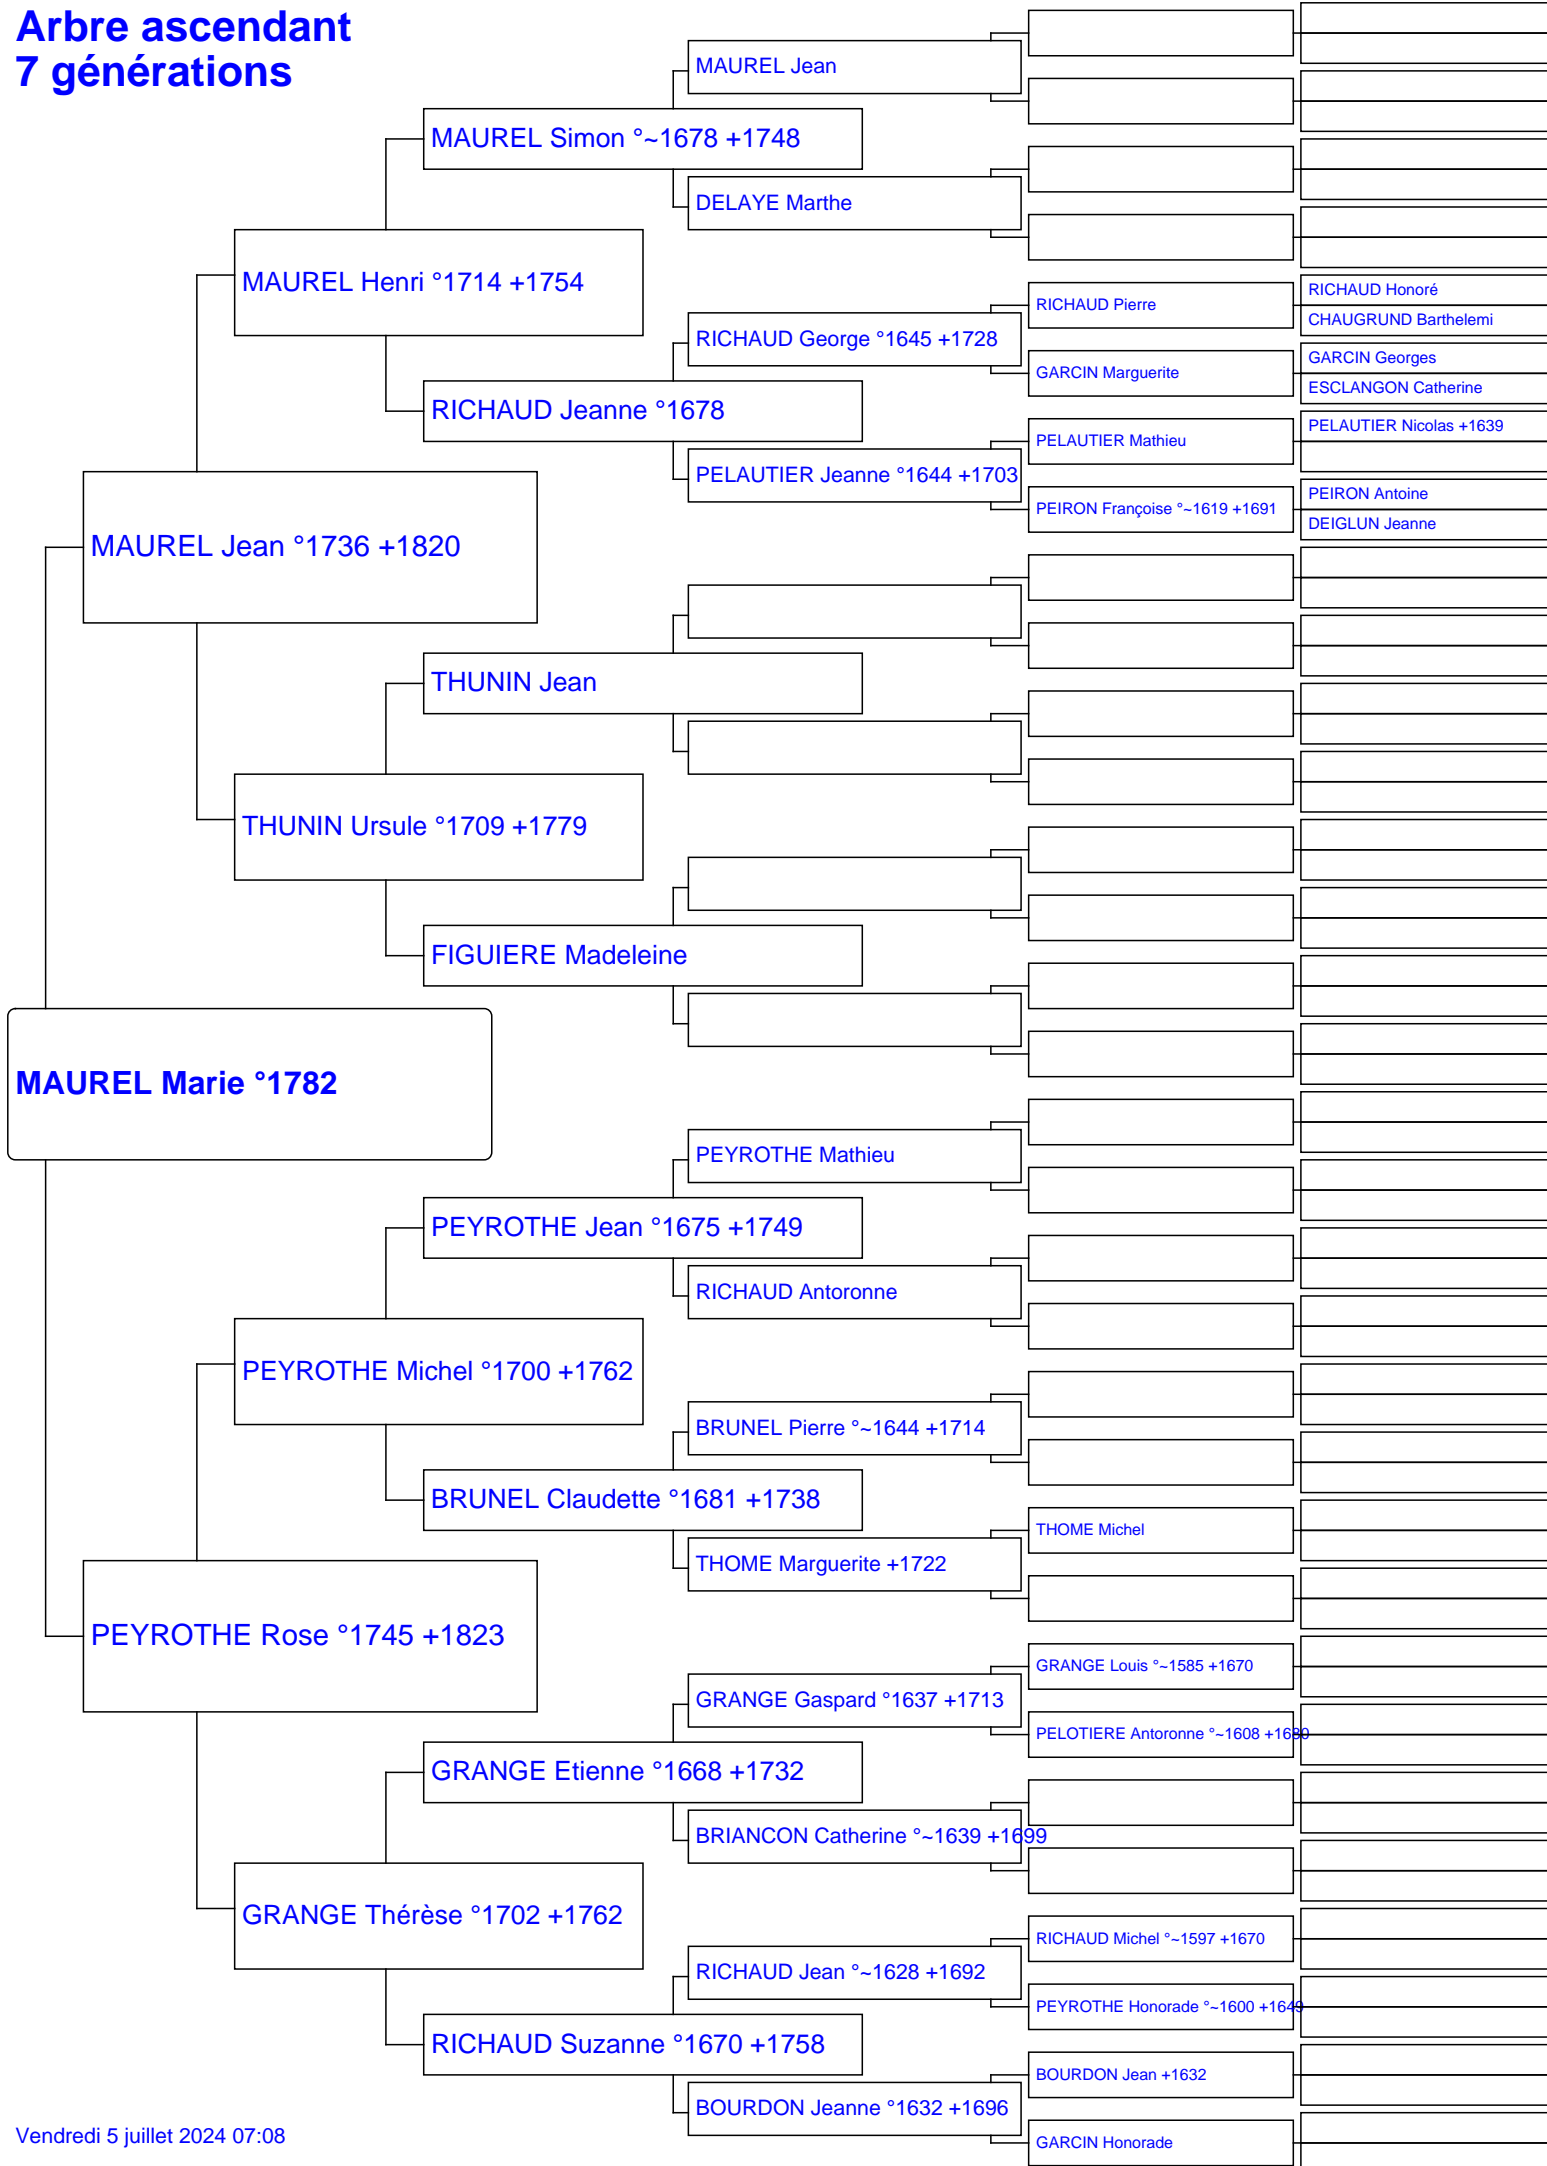 Arbre ascendant
7 générations
MAUREL Jean
MAUREL Simon °~1678 +1748
DELAYE Marthe
MAUREL Henri °1714 +1754
RICHAUD Honoré
RICHAUD Pierre
CHAUGRUND Barthelemi
RICHAUD George °1645 +1728
GARCIN Georges
GARCIN Marguerite
ESCLANGON Catherine
RICHAUD Jeanne °1678
PELAUTIER Nicolas +1639
PELAUTIER Mathieu
PELAUTIER Jeanne °1644 +1703
PEIRON Antoine
PEIRON Françoise °~1619 +1691
DEIGLUN Jeanne
MAUREL Jean °1736 +1820
THUNIN Jean
THUNIN Ursule °1709 +1779
FIGUIERE Madeleine
MAUREL Marie °1782
PEYROTHE Mathieu
PEYROTHE Jean °1675 +1749
RICHAUD Antoronne
PEYROTHE Michel °1700 +1762
BRUNEL Pierre °~1644 +1714
BRUNEL Claudette °1681 +1738
THOME Michel
THOME Marguerite +1722
PEYROTHE Rose °1745 +1823
GRANGE Louis °~1585 +1670
GRANGE Gaspard °1637 +1713
PELOTIERE Antoronne °~1608 +1680
GRANGE Etienne °1668 +1732
BRIANCON Catherine °~1639 +1699
GRANGE Thérèse °1702 +1762
RICHAUD Michel °~1597 +1670
RICHAUD Jean °~1628 +1692
PEYROTHE Honorade °~1600 +1649
RICHAUD Suzanne °1670 +1758
BOURDON Jean +1632
BOURDON Jeanne °1632 +1696
GARCIN Honorade
Vendredi 5 juillet 2024 07:08